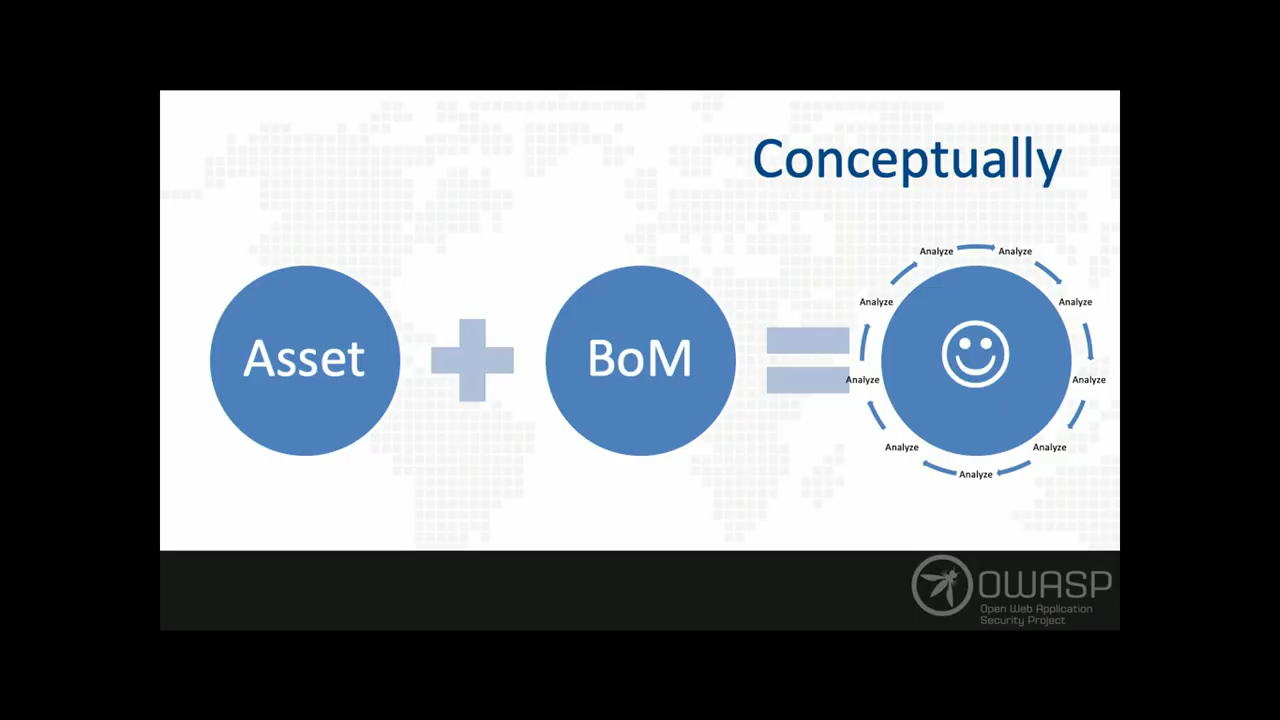 Conceptually
Asset
BoM
Analyze
Analyze
Analyze
Analyze
Analyze
Analyze
Analyze
Analyze
Analyze
OWASP
Open Web Application
Security Project